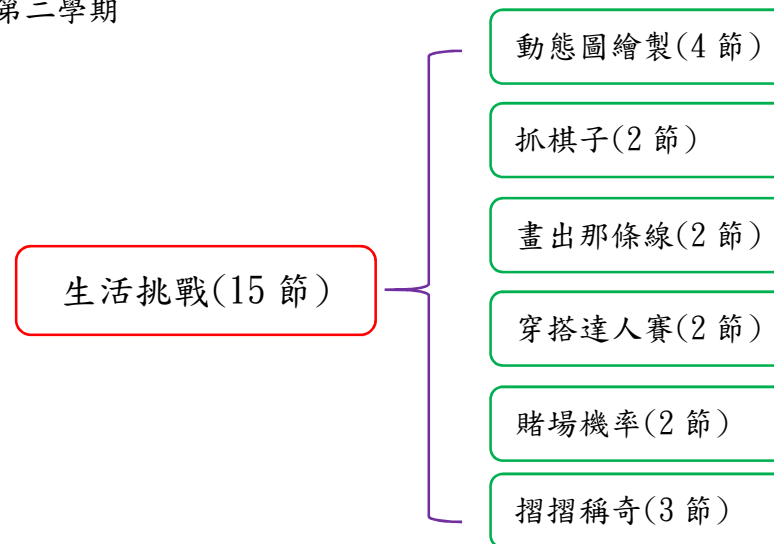 第二學期
動態圖繪製(4 節)
抓棋子(2 節)
畫出那條線(2 節)
生活挑戰(15 節)
穿搭達人賽(2 節)
賭場機率(2 節)
摺摺稱奇(3 節)